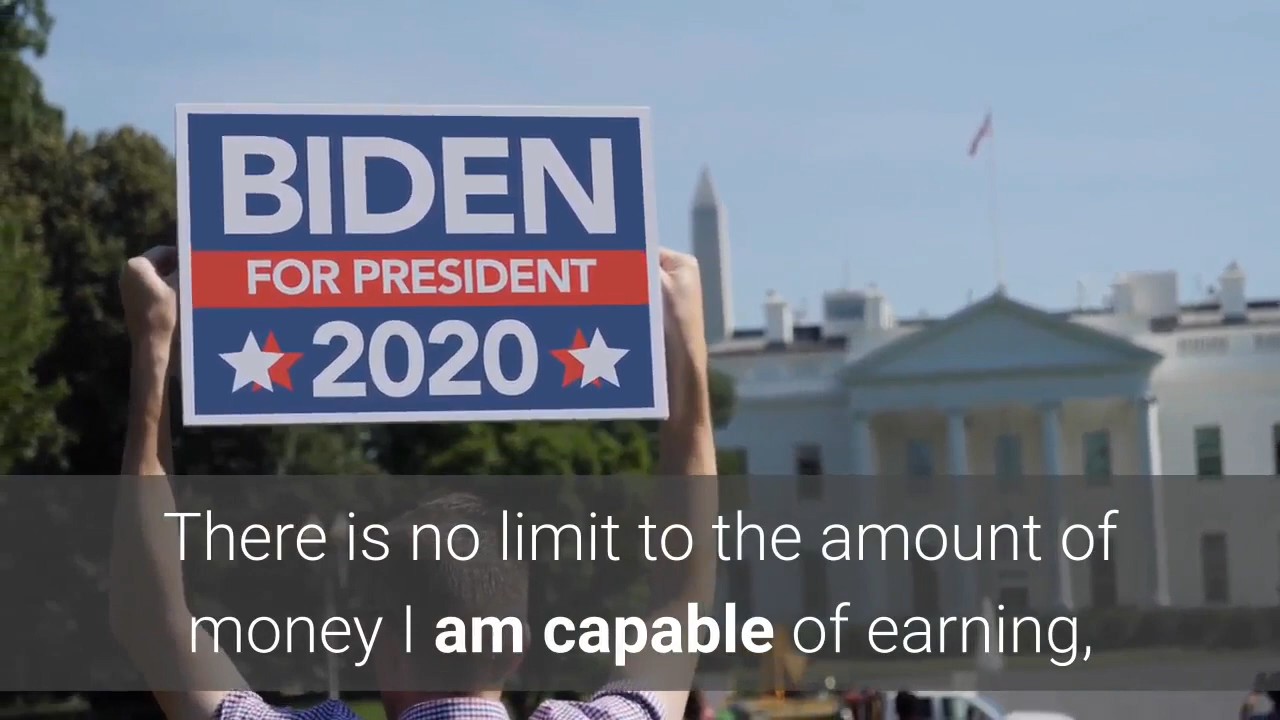 BIDEN
FOR PRESIDENT
2020
There is no limit to the amount of
money I am capable of earning,